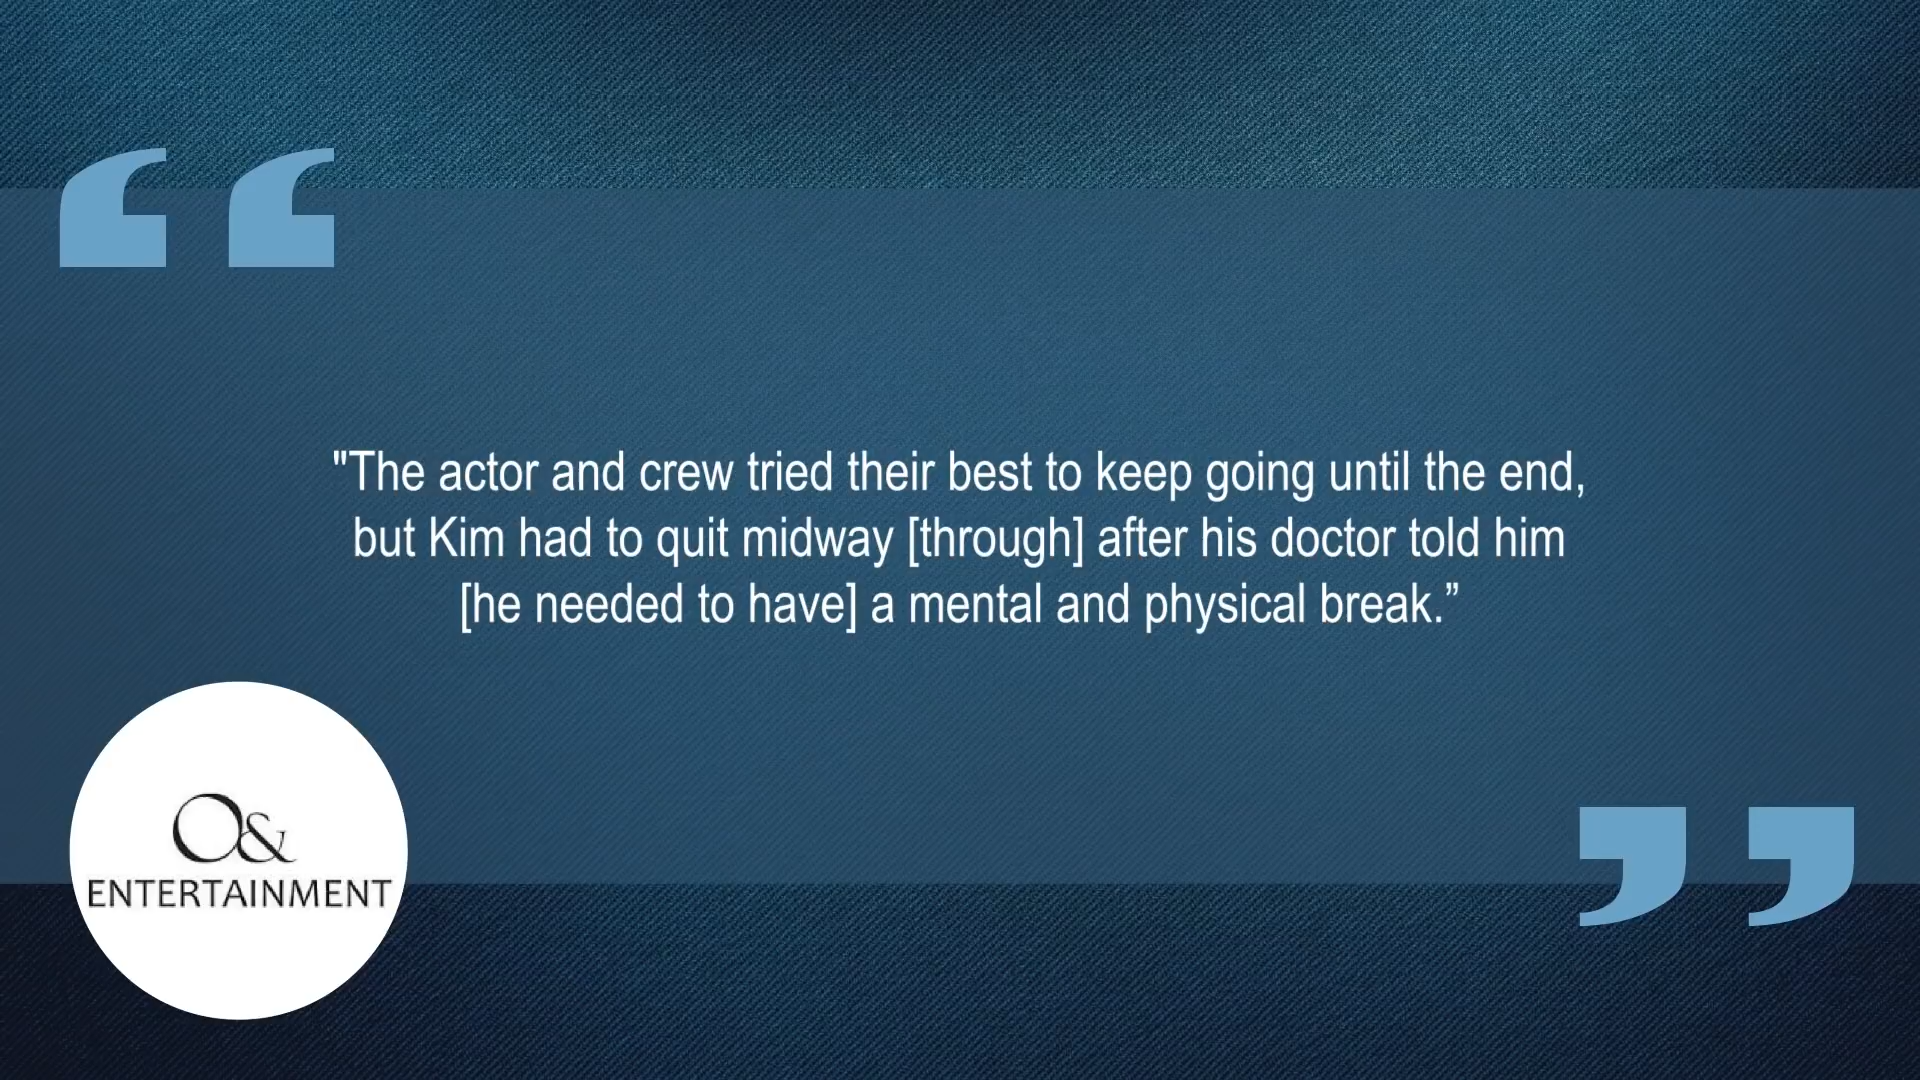 "The actor and crew tried their best to keep going until the end,
but Kim had to quit midway [through] after his doctor told him
[he needed to have] a mental and physical break.”
O&
ENTERTAINMENT